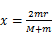 x = 2mr/(M+m)